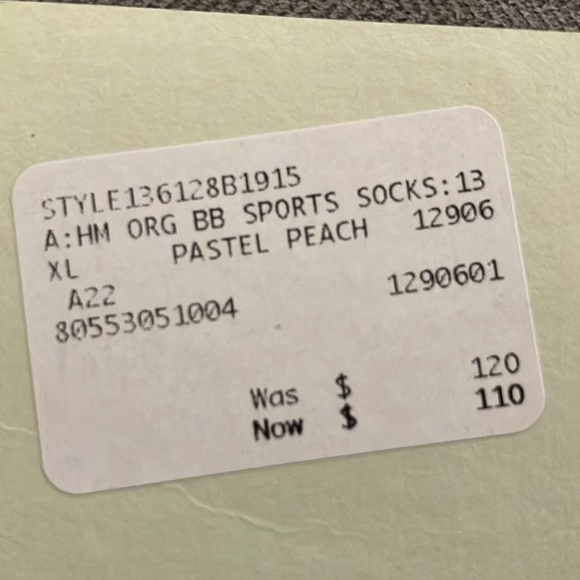 STYLE136128B1915
A:HM ORG BB SPORTS SOCKS:13
XL PASTEL PEACH 12906
A22 1290601
80553051004
Was $ 120
Now $ 110